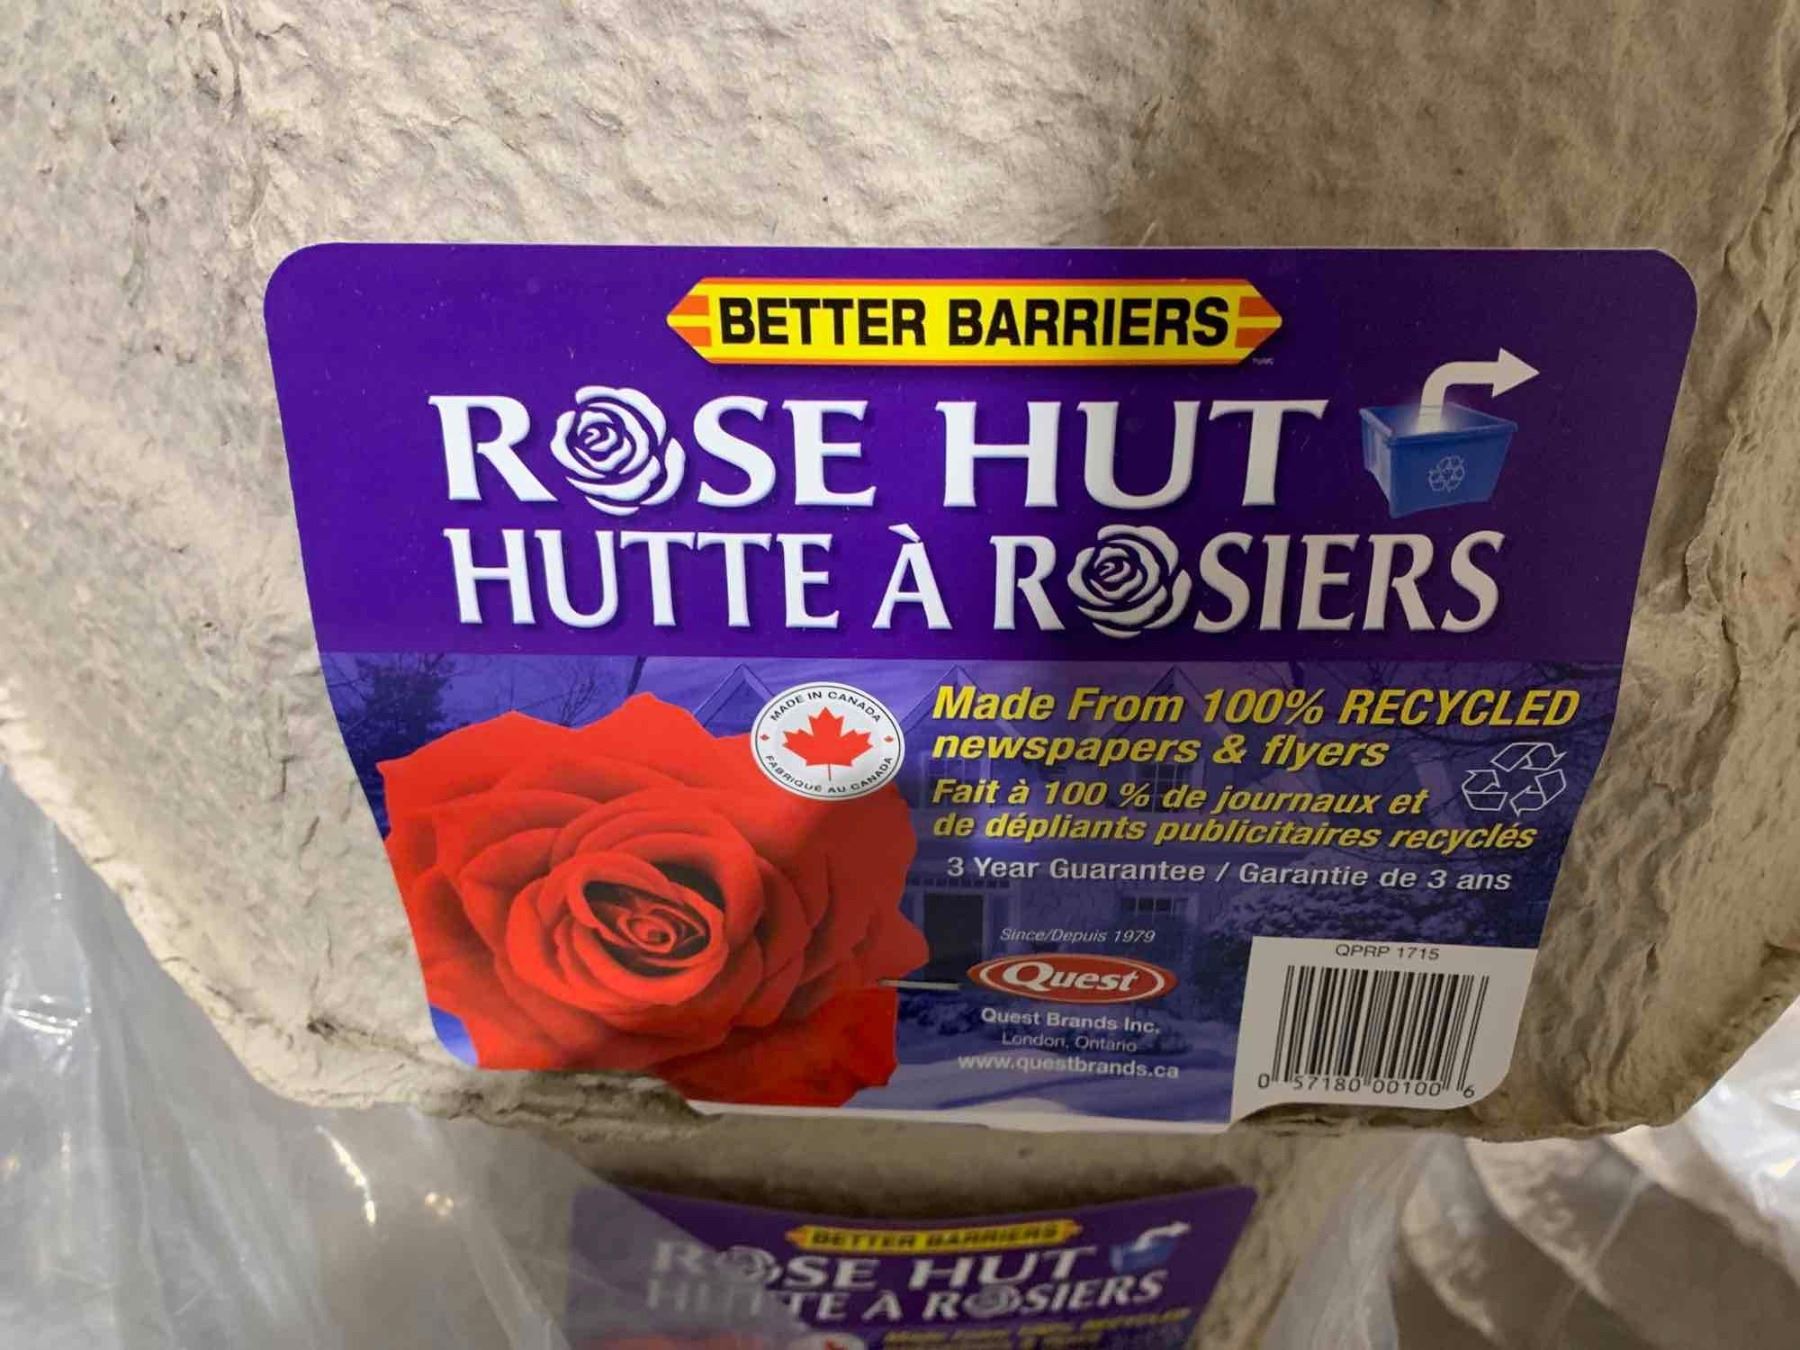 BETTER BARRIERS
ROSE HUT
HUTTE À ROSIERS
MADE IN CANADA
FABRIQUÉ AU CANADA
Made From 100% RECYCLED
newspapers & flyers
Fait à 100 % de journaux et
de dépliants publicitaires recyclés
3 Year Guarantee / Garantie de 3 ans
Since/Depuis 1979
Quest
Quest Brands Inc.
London, Ontario
www.questbrands.ca
QPRP 1715
0 57180 00100 6
BETTER BARRIERS
ROSE HUT
HUTTE À ROSIERS